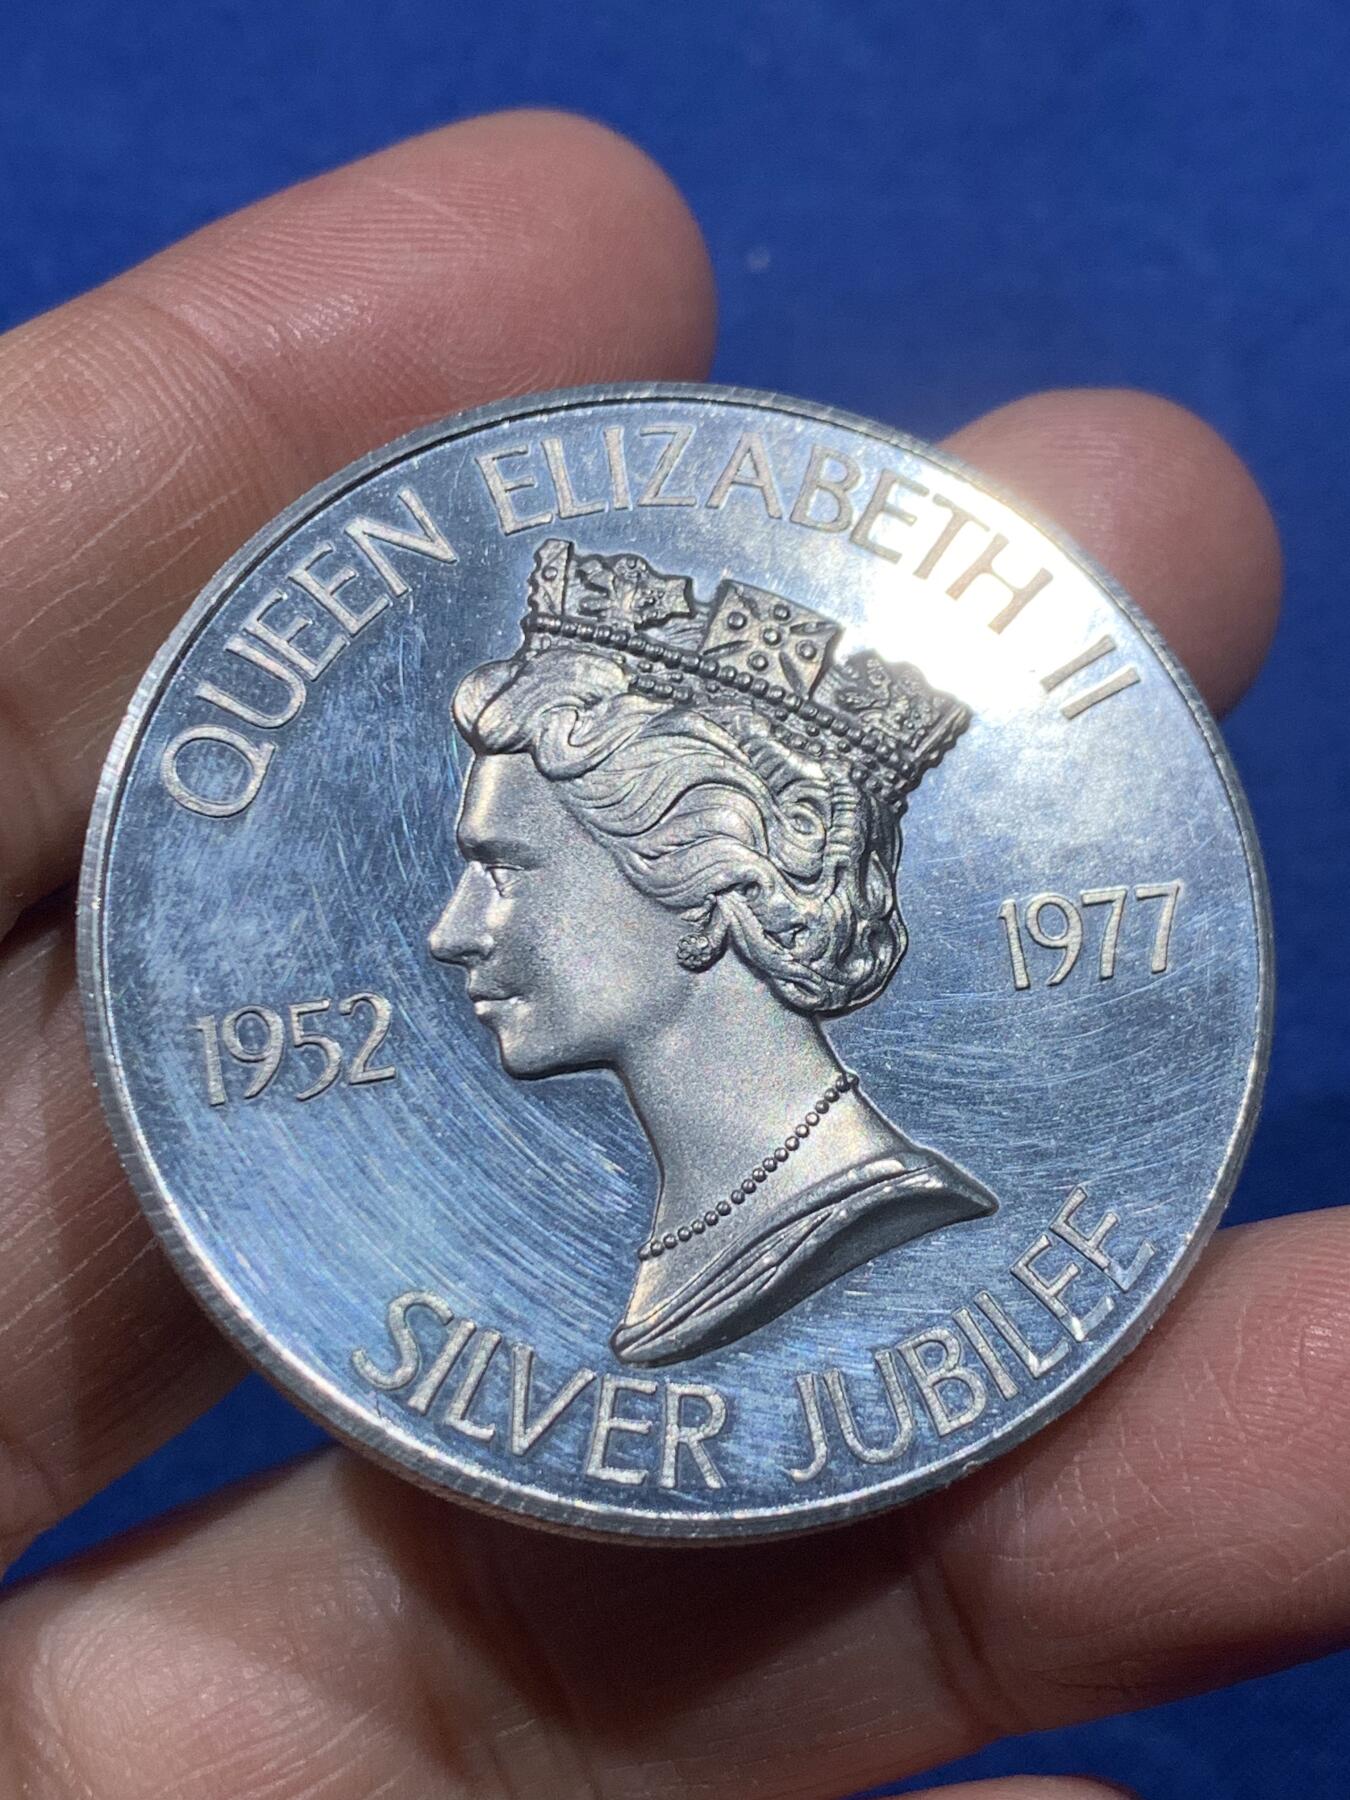 QUEEN ELIZABETH II
1952
1977
SILVER JUBILEE